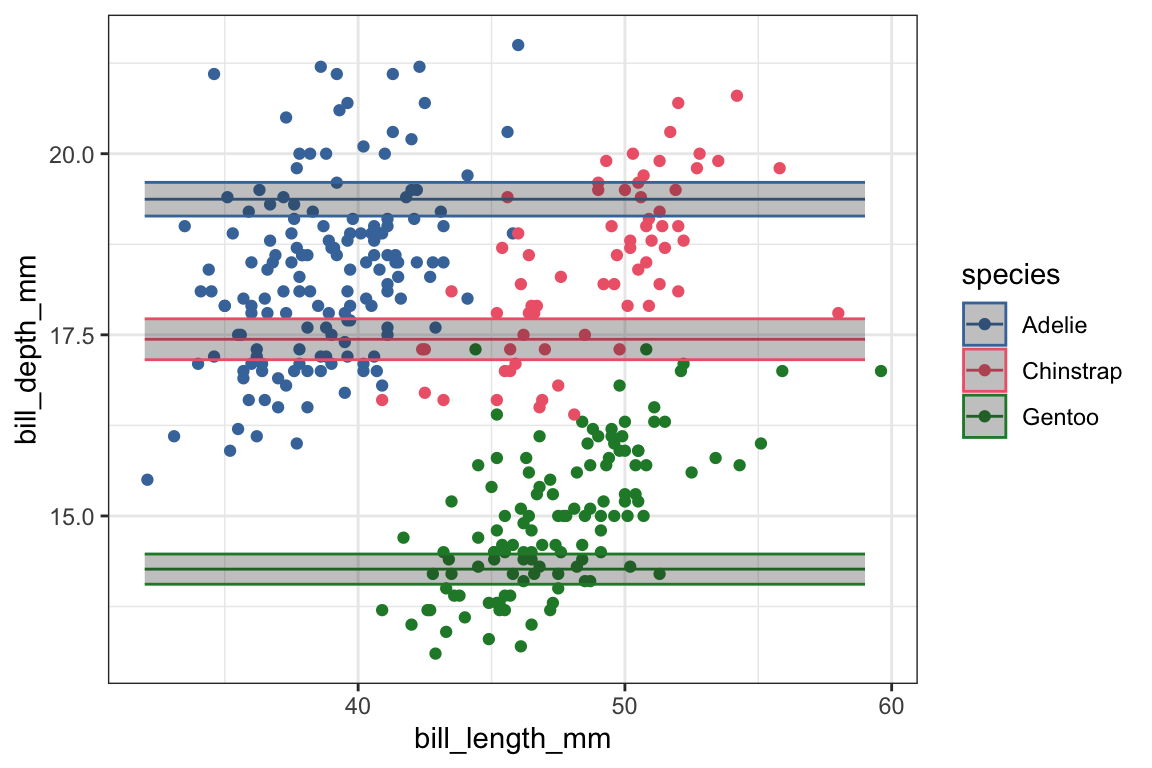 20.0
17.5
15.0
bill_depth_mm
40
50
60
bill_length_mm
species
Adelie
Chinstrap
Gentoo